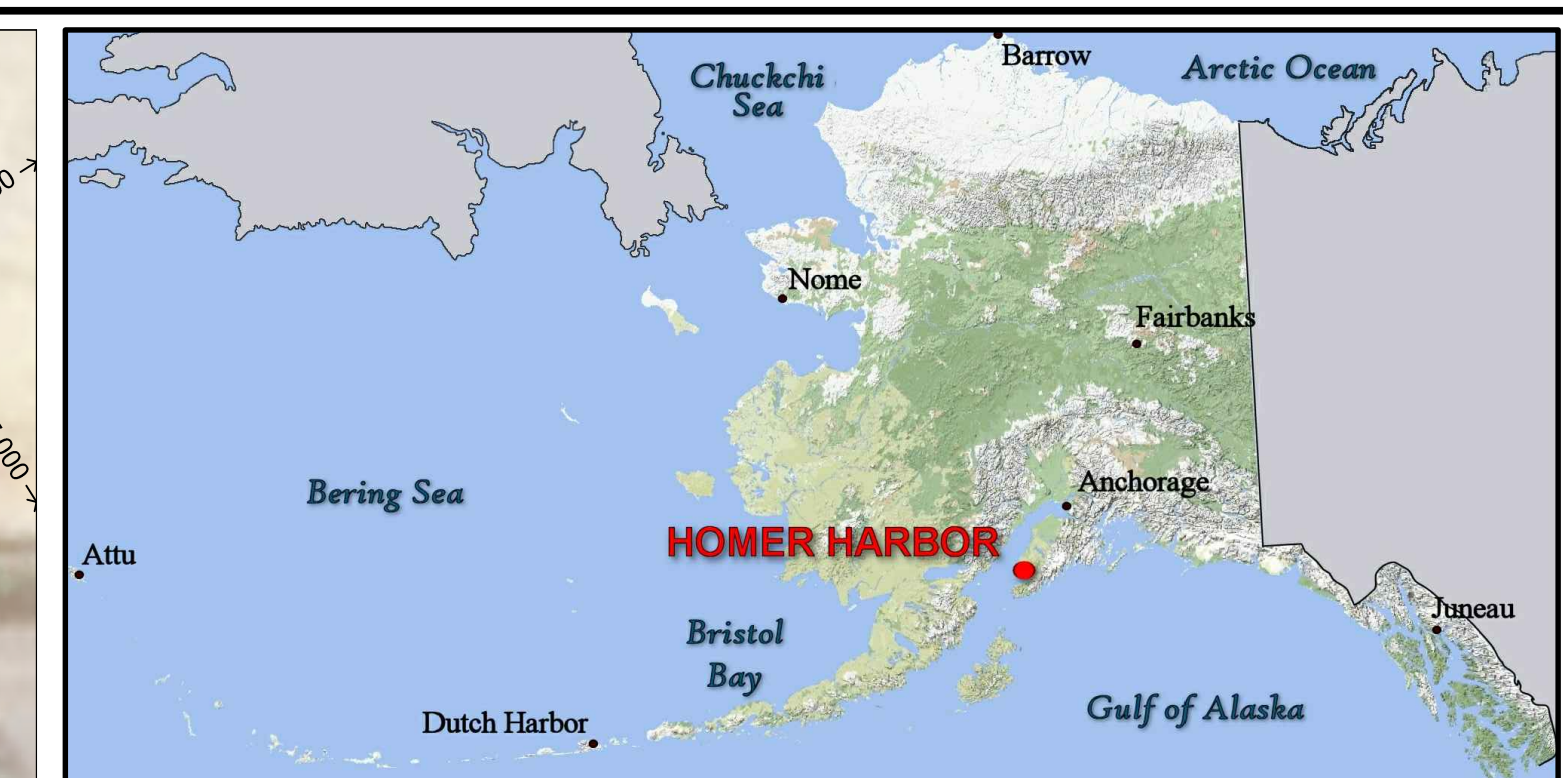 Chuckchi
Sea
Barrow
Arctic Ocean
Nome
Fairbanks
Bering Sea
Anchorage
HOMER HARBOR
Attu
Juneau
Bristol
Bay
Gulf of Alaska
Dutch Harbor